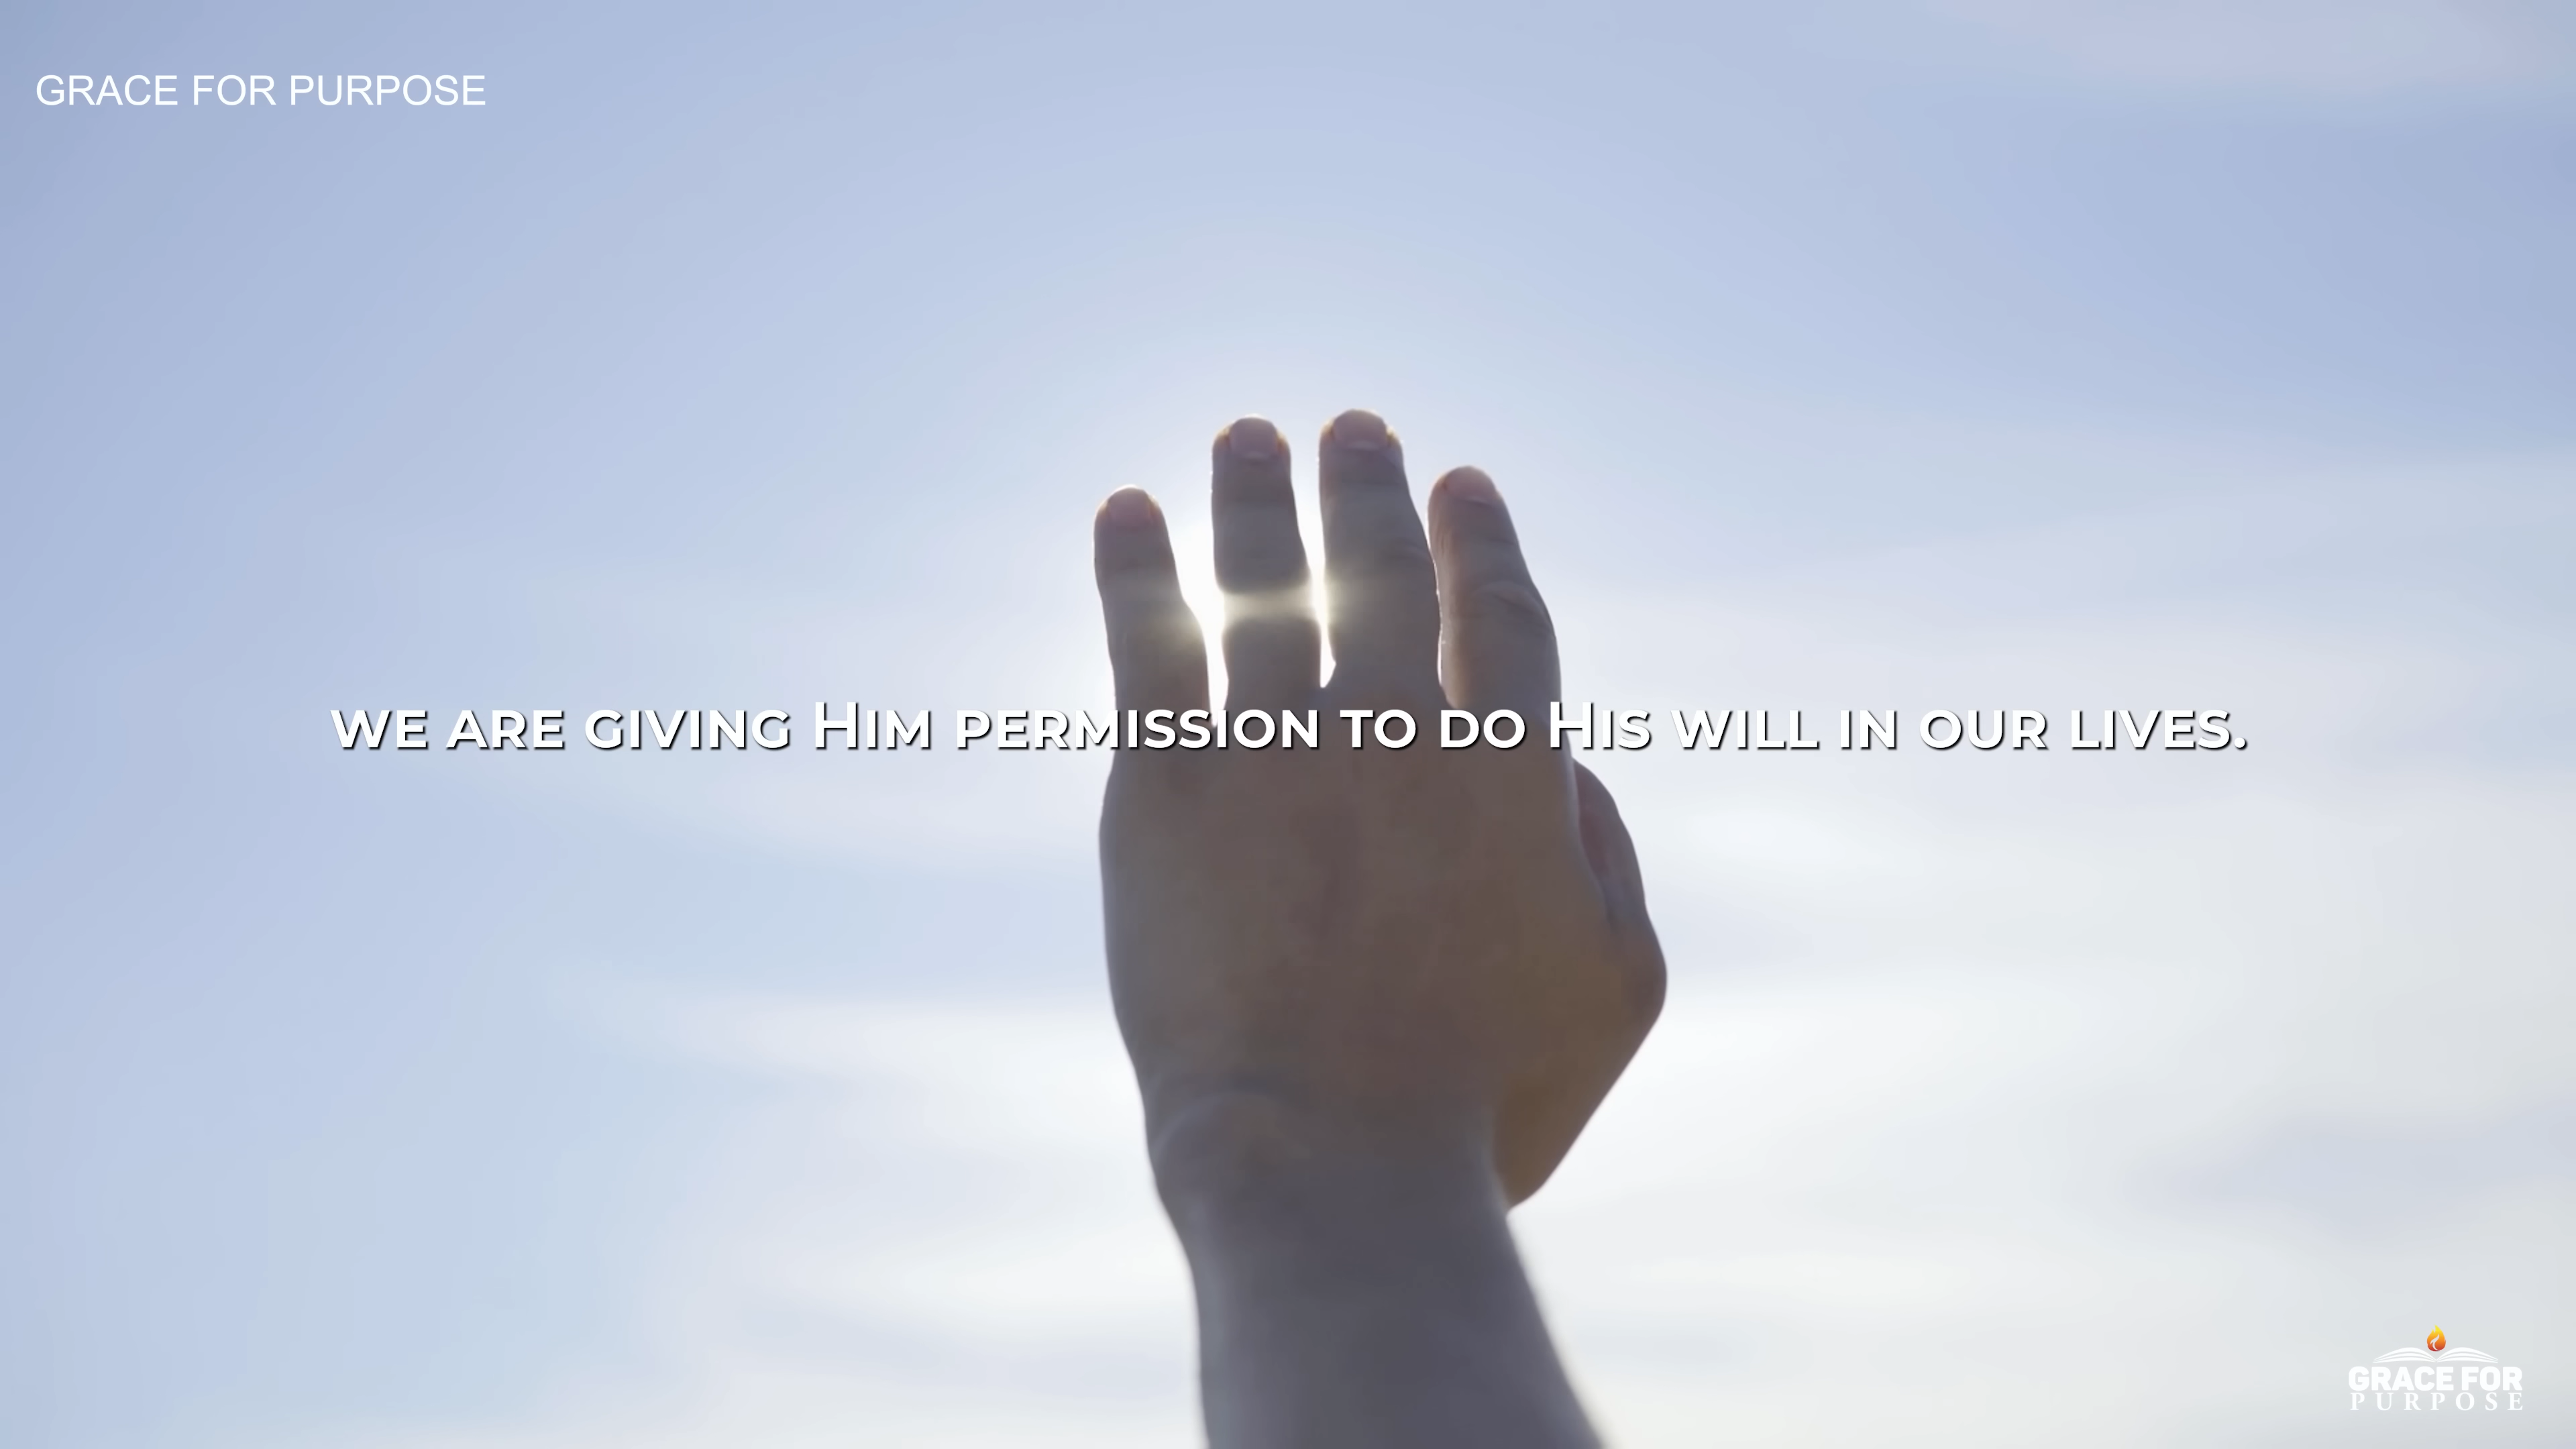 GRACE FOR PURPOSE
WE ARE GIVING HIM PERMISSION TO DO HIS WILL IN OUR LIVES.
GRACE FOR
PURPOSE